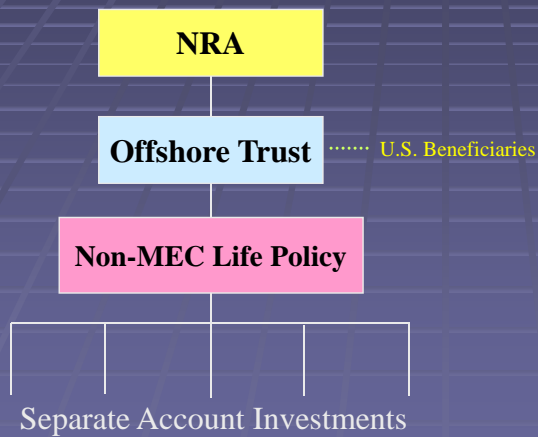 NRA
Offshore Trust
....... U.S. Beneficiaries
Non-MEC Life Policy
Separate Account Investments